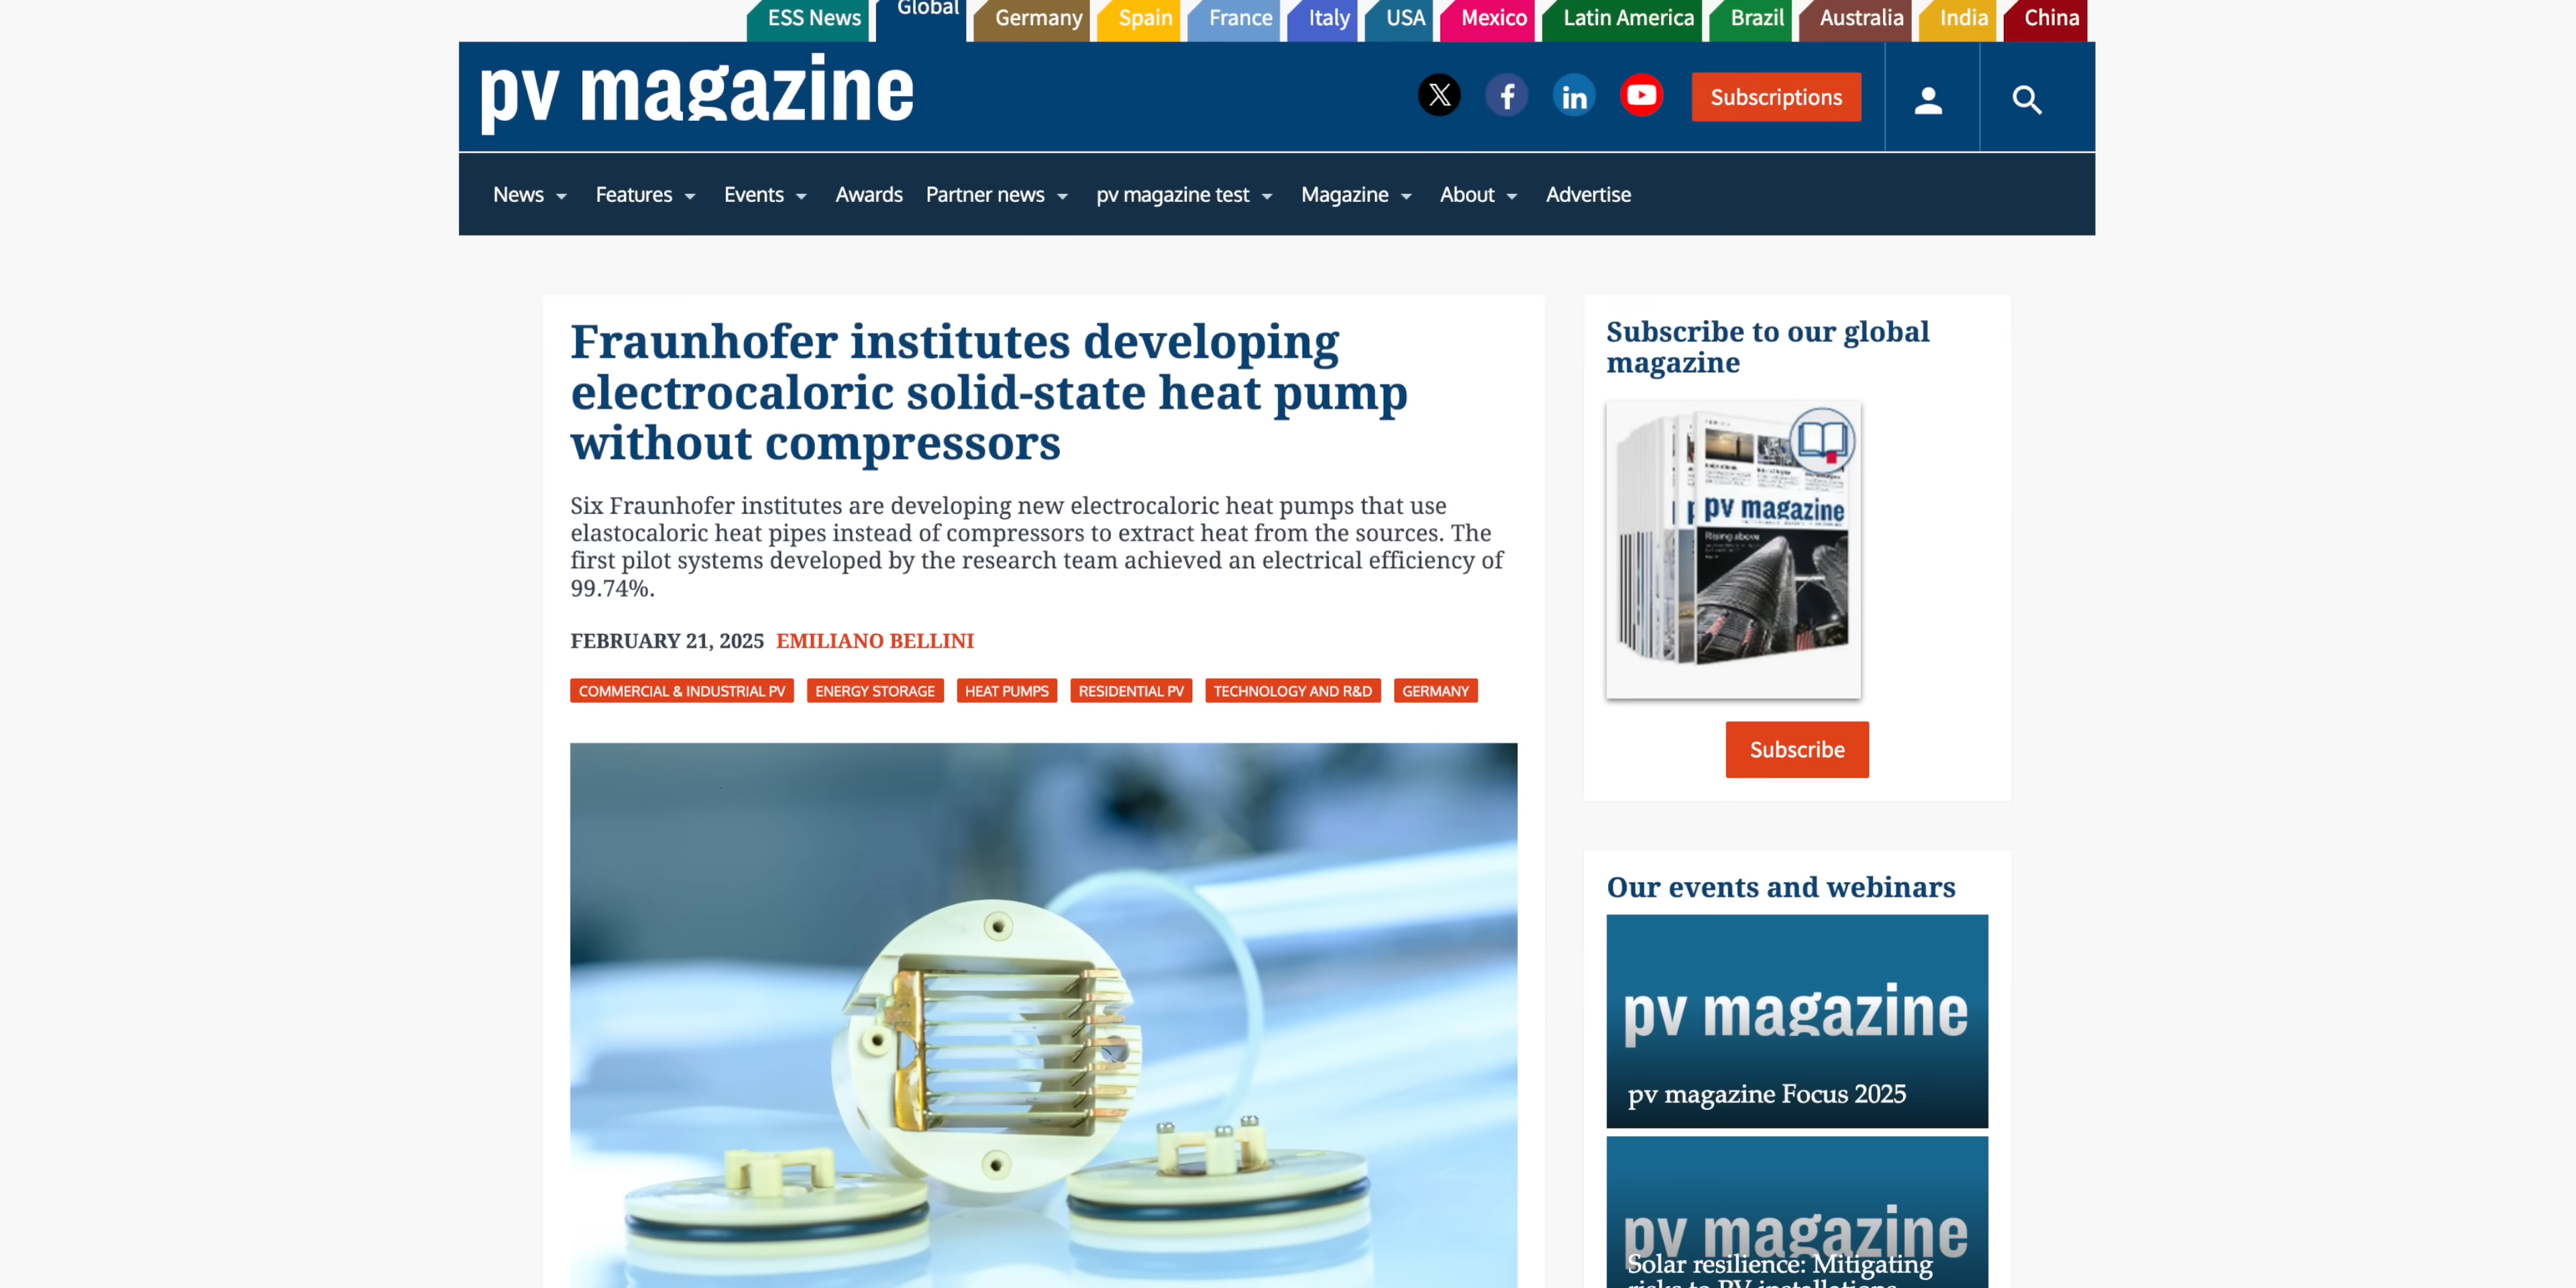 ESS News
Global
Germany
Spain
France
Italy
USA
Mexico
Latin America
Brazil
Australia
India
China
pv magazine
Subscriptions
News
Features
Events
Awards
Partner news
pv magazine test
Magazine
About
Advertise
Fraunhofer institutes developing
electrocaloric solid-state heat pump
without compressors
Six Fraunhofer institutes are developing new electrocaloric heat pumps that use
elastocaloric heat pipes instead of compressors to extract heat from the sources. The
first pilot systems developed by the research team achieved an electrical efficiency of
99.74%.
FEBRUARY 21, 2025 EMILIANO BELLINI
COMMERCIAL & INDUSTRIAL PV
ENERGY STORAGE
HEAT PUMPS
RESIDENTIAL PV
TECHNOLOGY AND R&D
GERMANY
Subscribe to our global
magazine
pv magazine
Rising above
Subscribe
Our events and webinars
pv magazine
pv magazine Focus 2025
pv magazine
Solar resilience: Mitigating
risks to PV installations